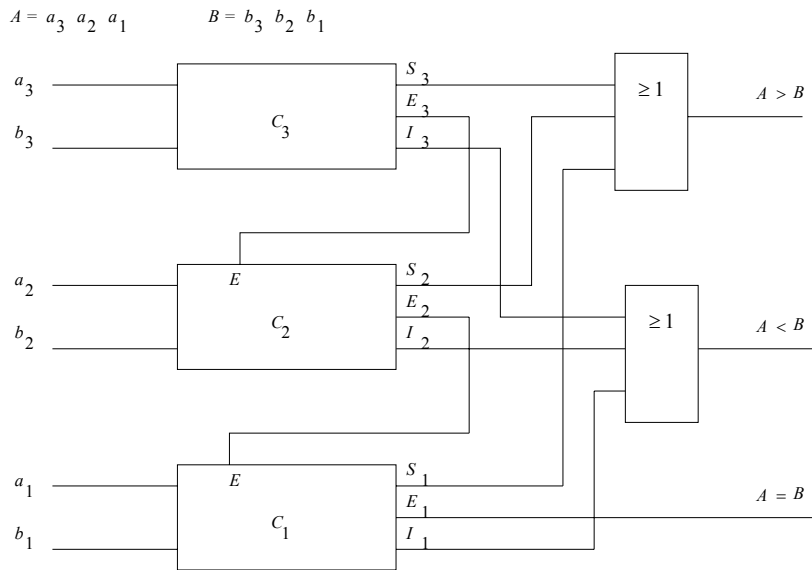 A = a3 a2 a1 B = b3 b2 b1
a3 S3 ≥ 1 A > B
E3
b3 C3 I3
a2 E S2
E2 ≥ 1 A < B
b2 C2 I2
a1 E S1
E1 A = B
b1 C1 I1